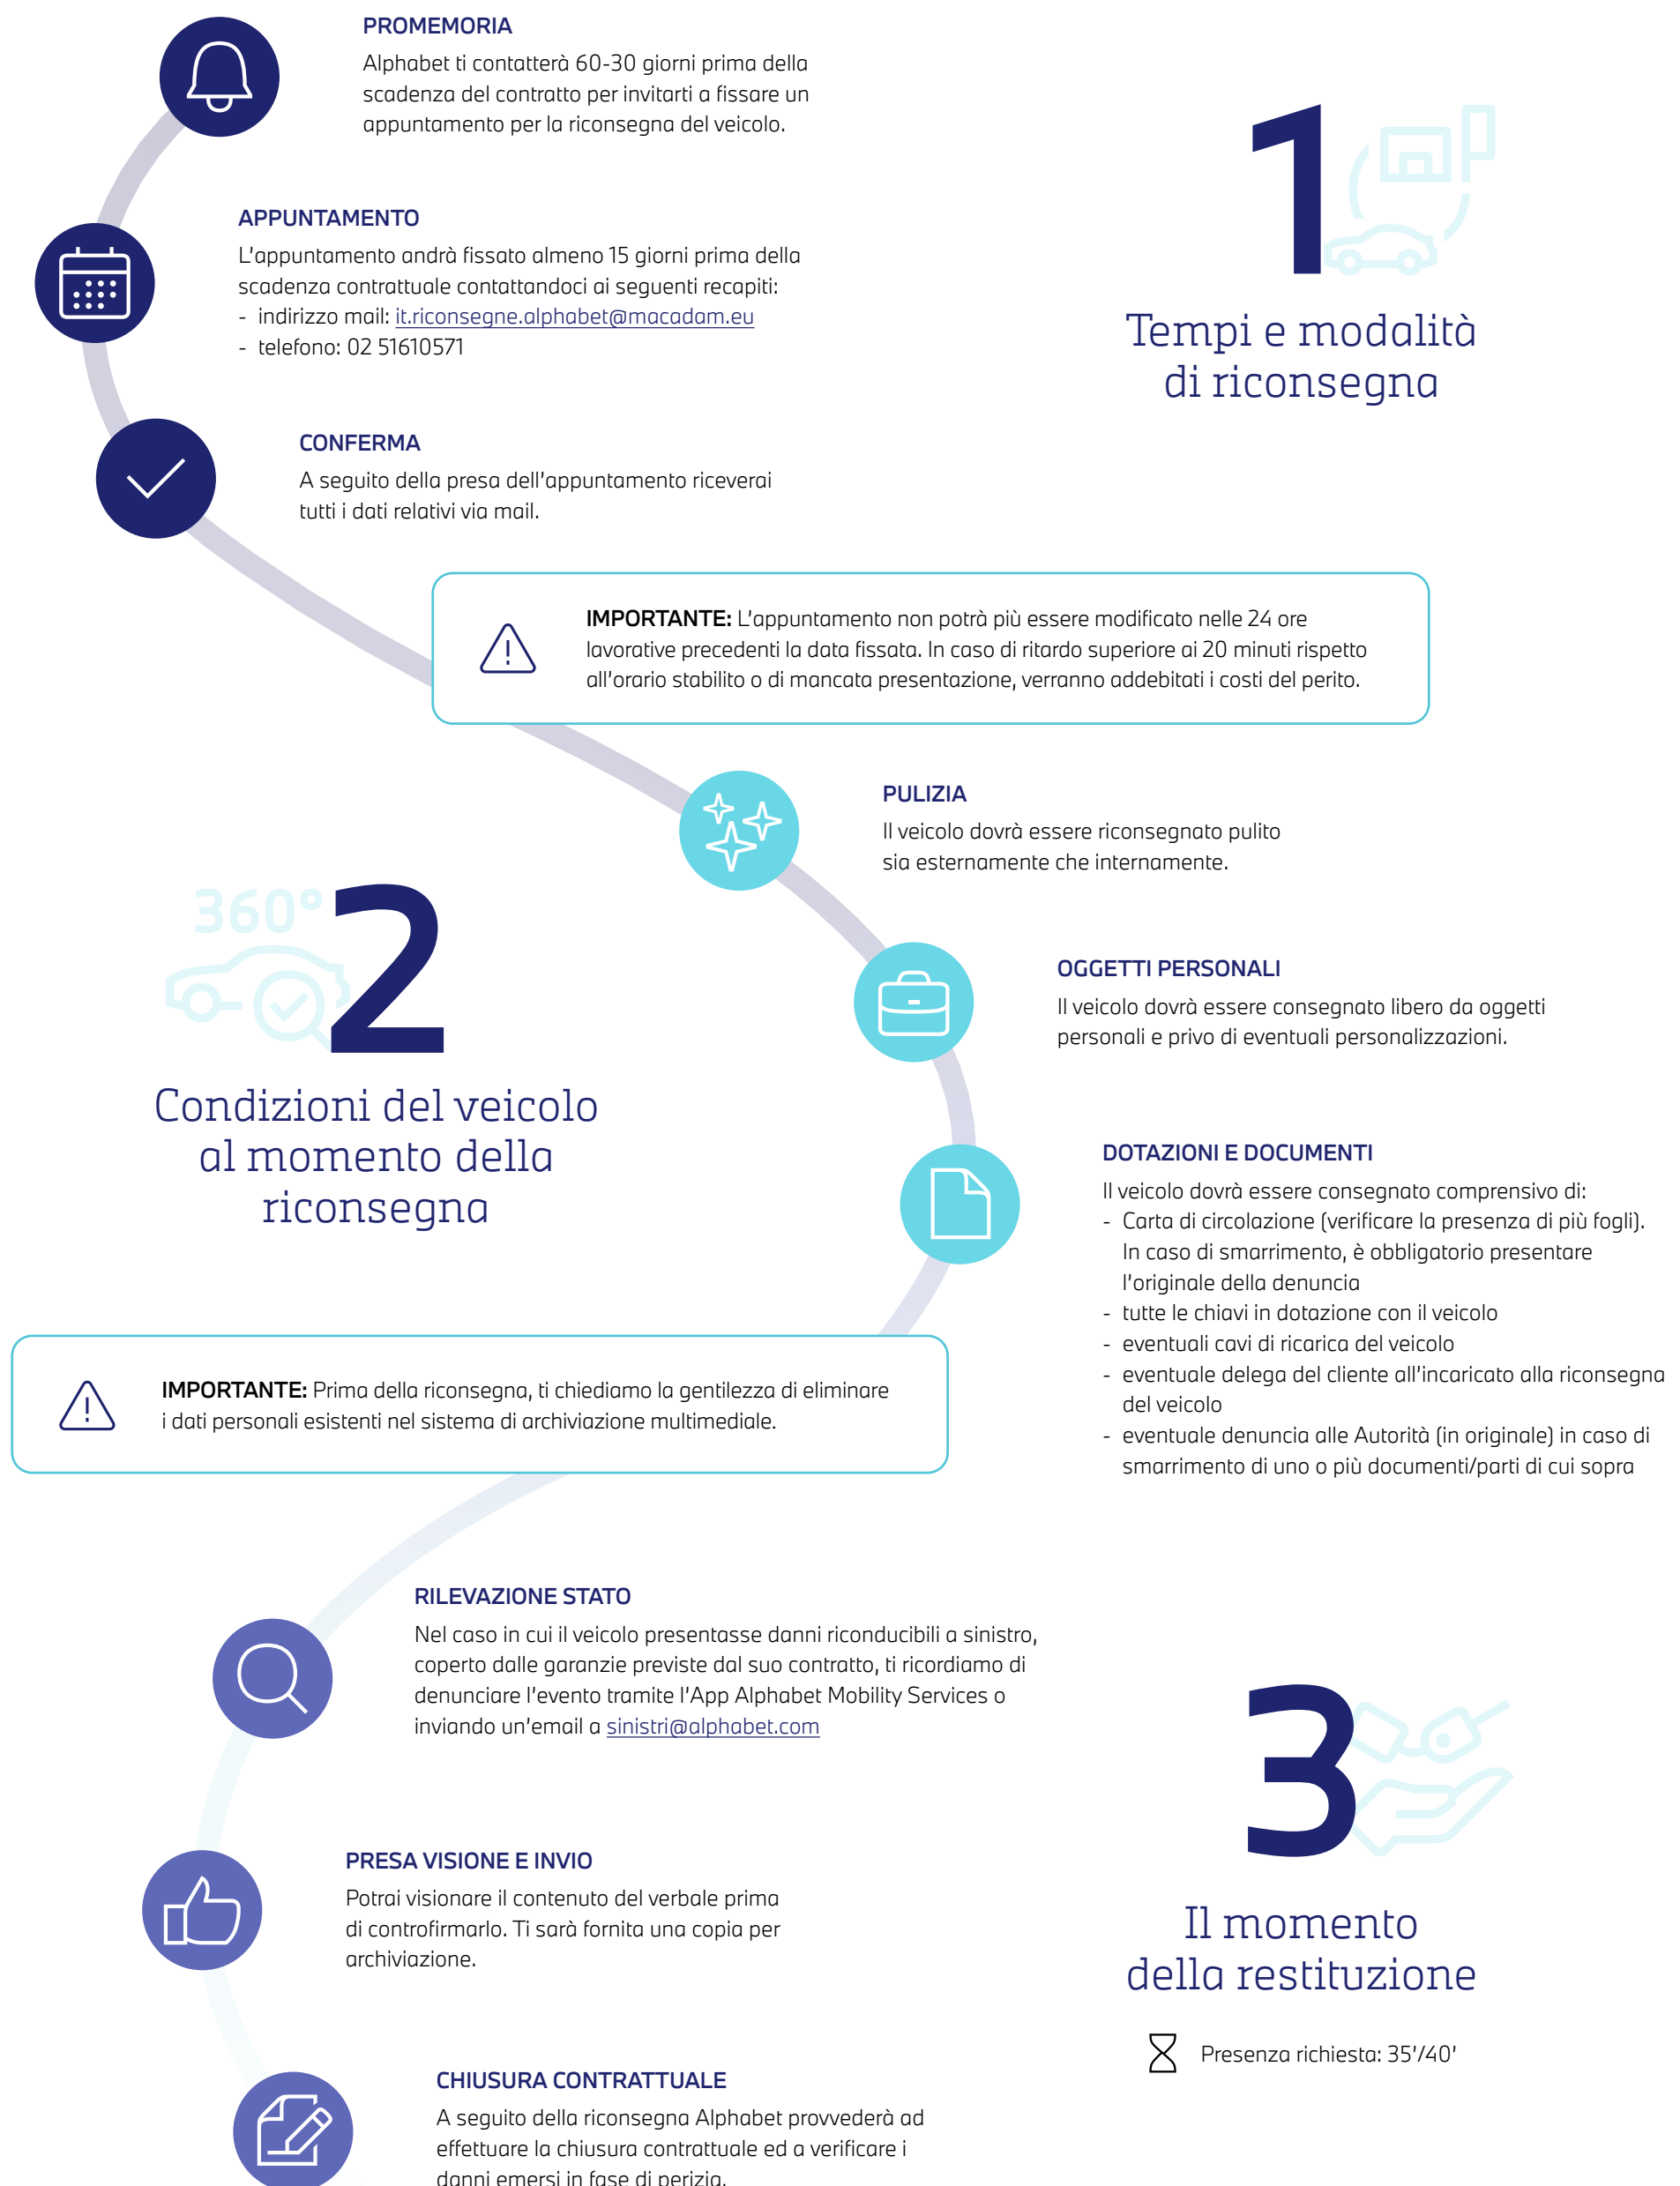 PROMEMORIA
Alphabet ti contatterà 60-30 giorni prima della
scadenza del contratto per invitarti a fissare un
appuntamento per la riconsegna del veicolo.
1
Tempi e modalità
di riconsegna
APPUNTAMENTO
L'appuntamento andrà fissato almeno 15 giorni prima della
scadenza contrattuale contattandoci ai seguenti recapiti:
- indirizzo mail: it.riconsegne.alphabet@macadam.eu
- telefono: 02 51610571
CONFERMA
A seguito della presa dell'appuntamento riceverai
tutti i dati relativi via mail.
IMPORTANTE: L'appuntamento non potrà più essere modificato nelle 24 ore
lavorative precedenti la data fissata. In caso di ritardo superiore ai 20 minuti rispetto
all'orario stabilito o di mancata presentazione, verranno addebitati i costi del perito.
360°
2
Condizioni del veicolo
al momento della
riconsegna
PULIZIA
Il veicolo dovrà essere riconsegnato pulito
sia esternamente che internamente.
OGGETTI PERSONALI
Il veicolo dovrà essere consegnato libero da oggetti
personali e privo di eventuali personalizzazioni.
DOTAZIONI E DOCUMENTI
Il veicolo dovrà essere consegnato comprensivo di:
- Carta di circolazione (verificare la presenza di più fogli).
In caso di smarrimento, è obbligatorio presentare
l'originale della denuncia
- tutte le chiavi in dotazione con il veicolo
- eventuali cavi di ricarica del veicolo
- eventuale delega del cliente all'incaricato alla riconsegna
del veicolo
- eventuale denuncia alle Autorità (in originale) in caso di
smarrimento di uno o più documenti/parti di cui sopra
IMPORTANTE: Prima della riconsegna, ti chiediamo la gentilezza di eliminare
i dati personali esistenti nel sistema di archiviazione multimediale.
3
Il momento
della restituzione
Presenza richiesta: 35'/40'
RILEVAZIONE STATO
Nel caso in cui il veicolo presentasse danni riconducibili a sinistro,
coperto dalle garanzie previste dal suo contratto, ti ricordiamo di
denunciare l'evento tramite l'App Alphabet Mobility Services o
inviando un'email a sinistri@alphabet.com
PRESA VISIONE E INVIO
Potrai visionare il contenuto del verbale prima
di controfirmarlo. Ti sarà fornita una copia per
archiviazione.
CHIUSURA CONTRATTUALE
A seguito della riconsegna Alphabet provvederà ad
effettuare la chiusura contrattuale ed a verificare i
danni emersi in fase di perizia.